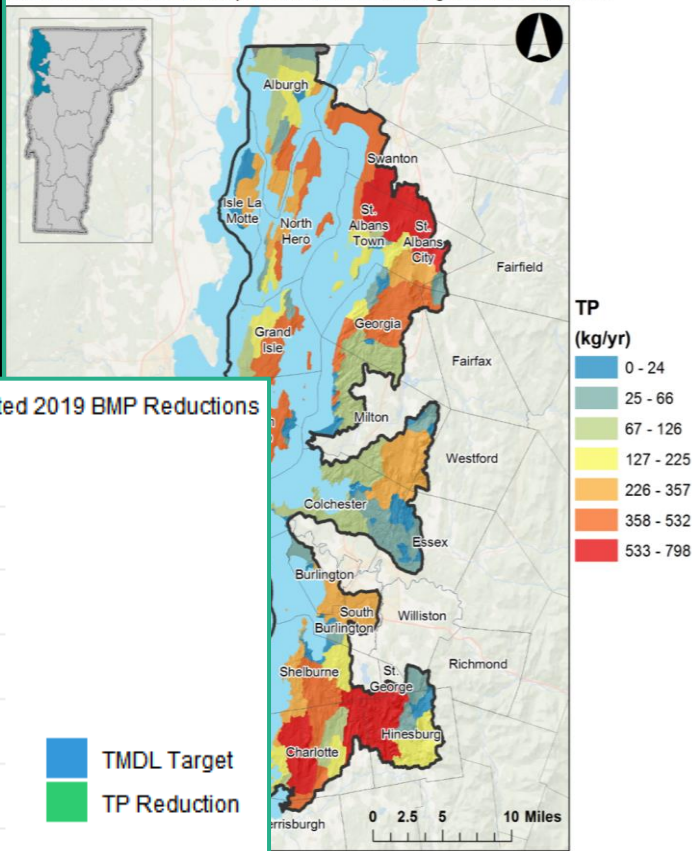 Alburgh
Swanton
Isle La
Motte
North
Hero
St.
Albans
Town
St.
Albans
City
Fairfield
Grand
Isle
Georgia
Fairfax
Milton
Westford
Colchester
Essex
Burlington
South
Burlington
Williston
Shelburne
St.
George
Richmond
Hinesburg
Charlotte
0 2.5 5 10 Miles
TP
(kg/yr)
0 - 24
25 - 66
67 - 126
127 - 225
226 - 357
358 - 532
533 - 798
2019 BMP Reductions
TMDL Target
TP Reduction